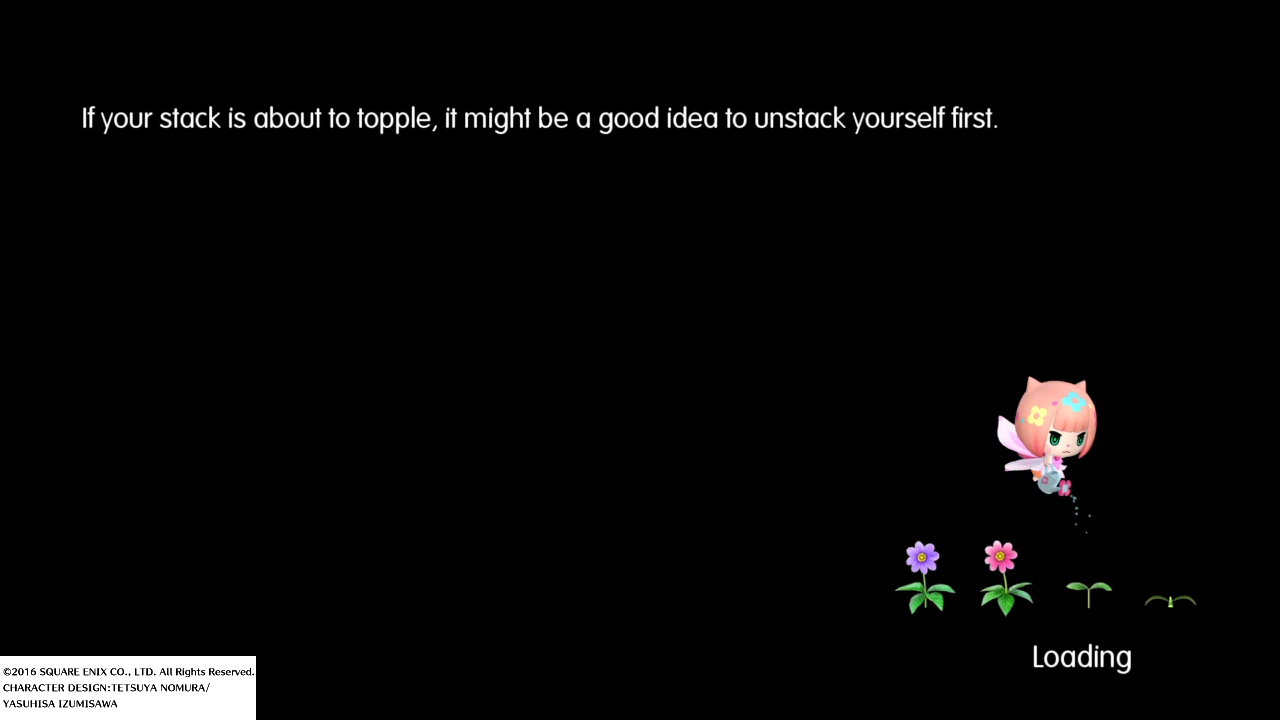 If your stack is about to topple, it might be a good idea to unstack yourself first.
Loading
©2016 SQUARE ENIX CO., LTD. All Rights Reserved.
CHARACTER DESIGN:TETSUYA NOMURA/
YASUHISA IZUMISAWA